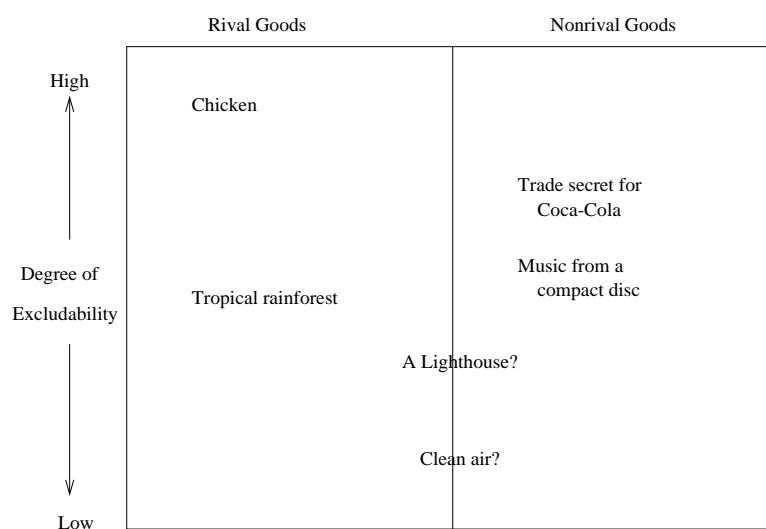 Rival Goods
Nonrival Goods
High
Chicken
Trade secret for
Coca-Cola
Degree of
Excludability
Music from a
compact disc
Tropical rainforest
A Lighthouse?
Clean air?
Low